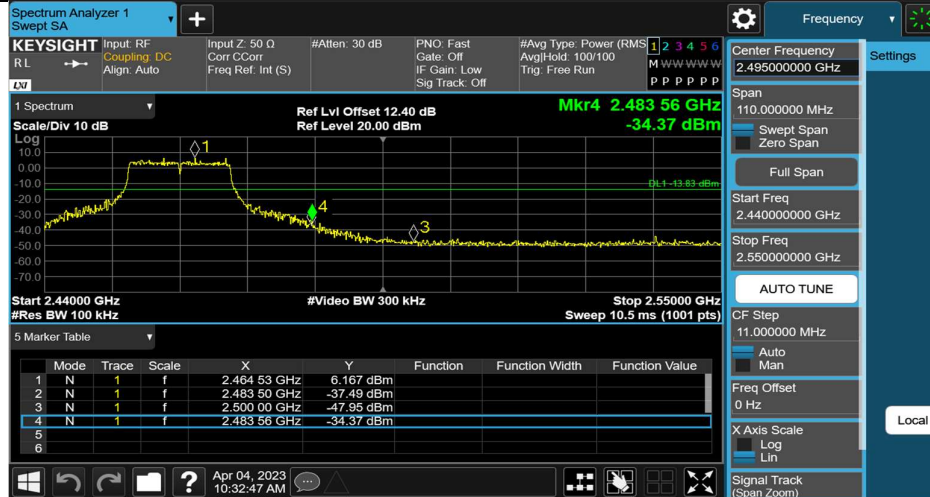 Spectrum Analyzer 1
Swept SA
Frequency
KEYSIGHT
RL
LXI
Input: RF
Coupling: DC
Align: Auto
Input Z: 50 Ω
Corr CCorr
Freq Ref: Int (S)
#Atten: 30 dB
PNO: Fast
Gate: Off
IF Gain: Low
Sig Track: Off
#Avg Type: Power (RMS
Avg|Hold: 100/100
Trig: Free Run
1 2 3 4 5 6
M W W W W W
P P P P P P
1 Spectrum
Scale/Div 10 dB
Ref Lvl Offset 12.40 dB
Ref Level 20.00 dBm
Mkr4 2.483 56 GHz
-34.37 dBm
Log
10.0
0.00
-10.0
-20.0
-30.0
-40.0
-50.0
-60.0
-70.0
1
4
3
DL1 -13.83 dBm
Start 2.44000 GHz
#Res BW 100 kHz
#Video BW 300 kHz
Stop 2.55000 GHz
Sweep 10.5 ms (1001 pts)
5 Marker Table
Mode Trace Scale X Y Function Function Width Function Value
1 N 1 f 2.464 53 GHz 6.167 dBm
2 N 1 f 2.483 50 GHz -37.49 dBm
3 N 1 f 2.500 00 GHz -47.95 dBm
4 N 1 f 2.483 56 GHz -34.37 dBm
5
6
?
Apr 04, 2023
10:32:47 AM
Center Frequency
2.495000000 GHz
Span
110.000000 MHz
Swept Span
Zero Span
Full Span
Start Freq
2.440000000 GHz
Stop Freq
2.550000000 GHz
AUTO TUNE
CF Step
11.000000 MHz
Auto
Man
Freq Offset
0 Hz
X Axis Scale
Log
Lin
Signal Track
(Span Zoom)
Settings
Local